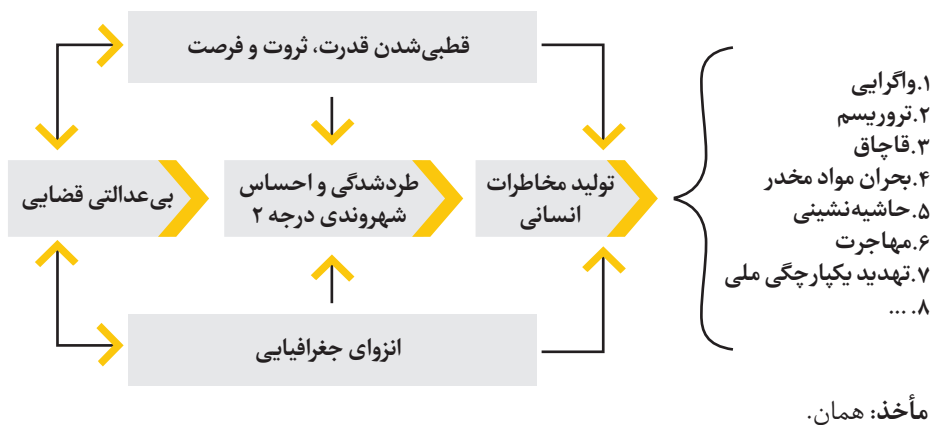 قطبی‌شدن قدرت، ثروت و فرصت
بی‌عدالتی قضایی
طردشدگی و احساس
شهروندی درجه ۲
تولید مخاطرات
انسانی
انزوای جغرافیایی
۱.واگرایی
۲.تروریسم
۳.قاچاق
۴.بحران مواد مخدر
۵.حاشیه‌نشینی
۶.مهاجرت
۷.تهدید یکپارچگی ملی
۸. ...
مأخذ: همان.